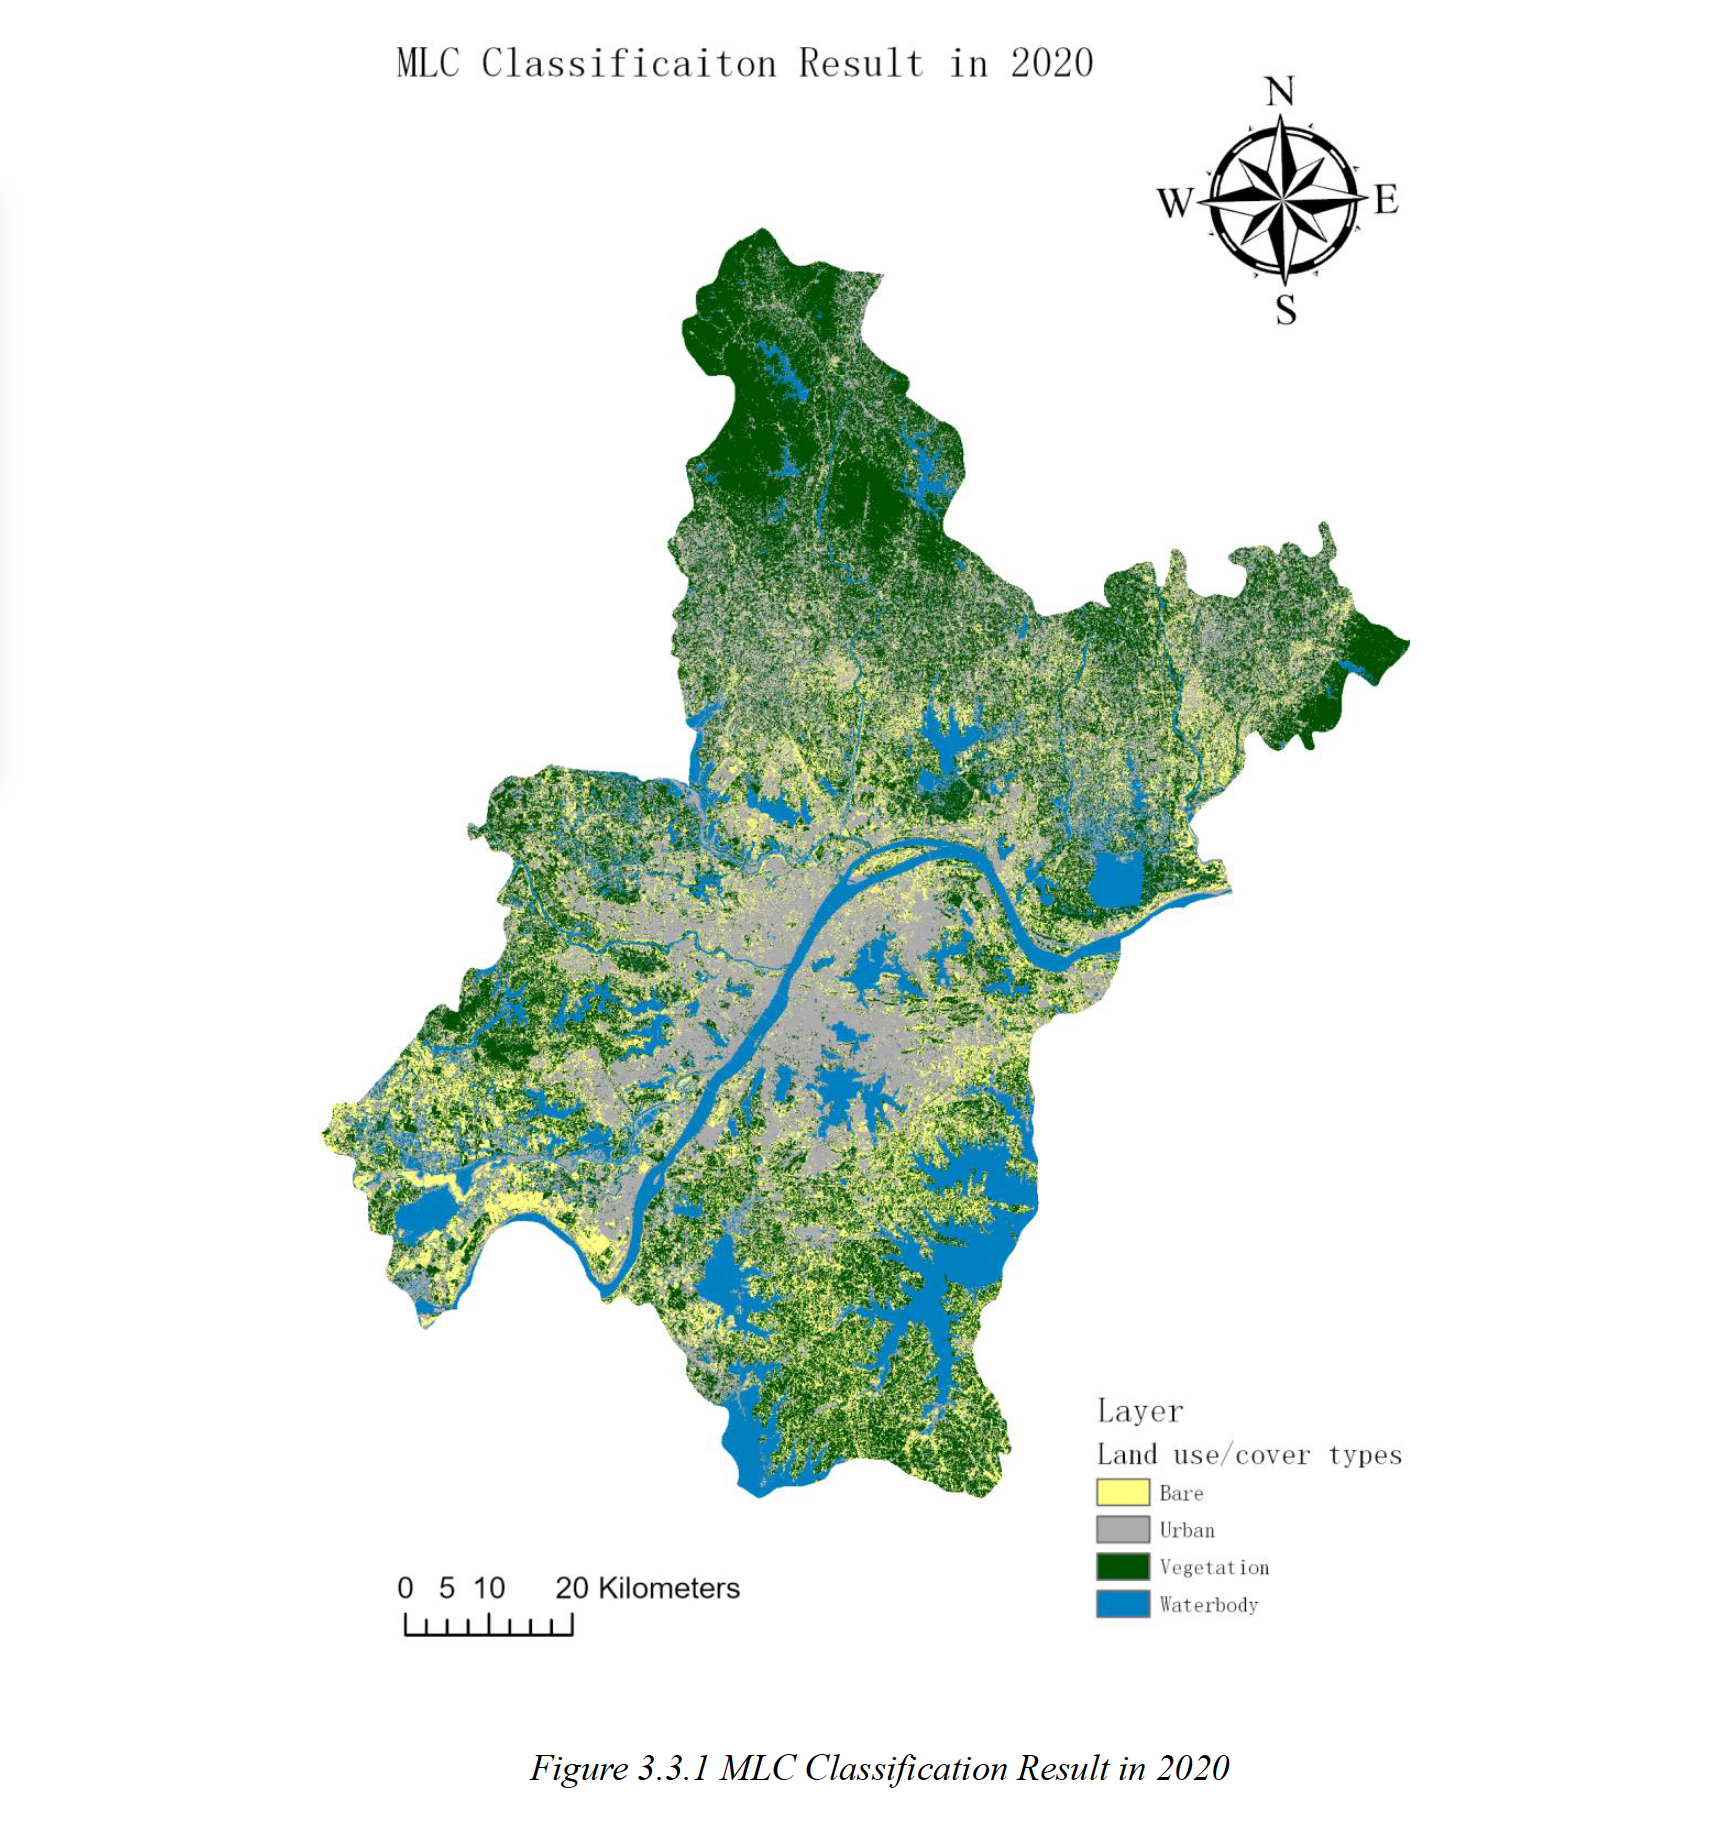 MLC Classificaiton Result in 2020
N
W
E
S
Layer
Land use/cover types
Bare
Urban
Vegetation
Waterbody
0 5 10 20 Kilometers
Figure 3.3.1 MLC Classification Result in 2020